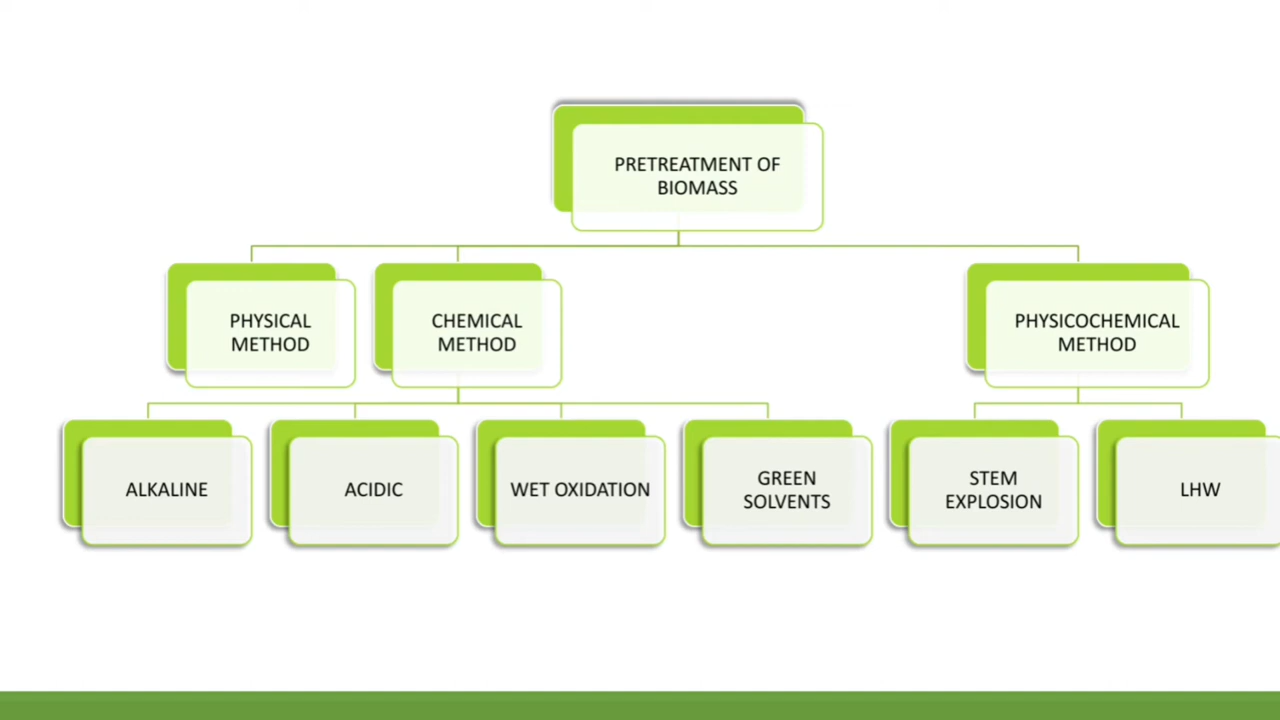 PRETREATMENT OF
BIOMASS
PHYSICAL
METHOD
CHEMICAL
METHOD
PHYSICOCHEMICAL
METHOD
ALKALINE
ACIDIC
WET OXIDATION
GREEN
SOLVENTS
STEM
EXPLOSION
LHW